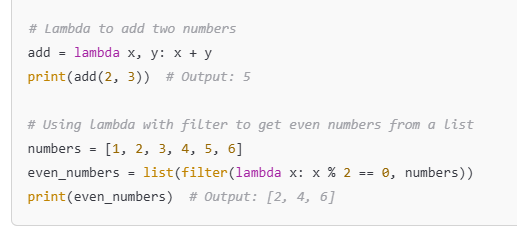 # Lambda to add two numbers
add = lambda x, y: x + y
print(add(2, 3))  # Output: 5
# Using lambda with filter to get even numbers from a list
numbers = [1, 2, 3, 4, 5, 6]
even_numbers = list(filter(lambda x: x % 2 == 0, numbers))
print(even_numbers)  # Output: [2, 4, 6]